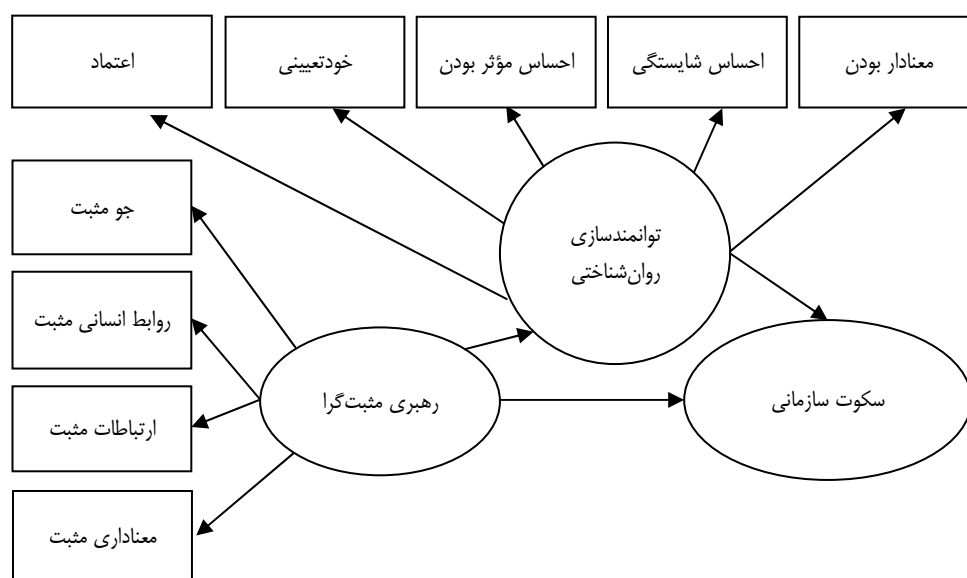 معنادار بودن
احساس شایستگی
احساس مؤثر بودن
خودتعیینی
اعتماد
توانمندسازی
روان‌شناختی
جو مثبت
روابط انسانی مثبت
ارتباطات مثبت
معناداری مثبت
رهبری مثبت‌گرا
سکوت سازمانی